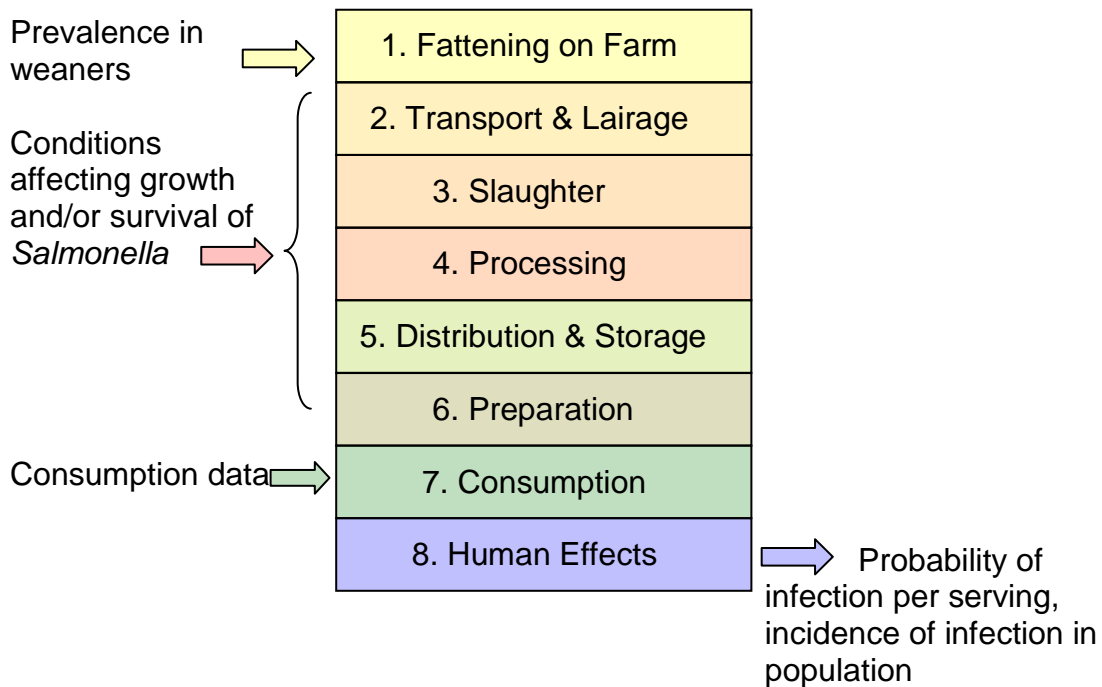 Prevalence in
weaners
1. Fattening on Farm
2. Transport & Lairage
Conditions
affecting growth
and/or survival of
Salmonella
3. Slaughter
4. Processing
5. Distribution & Storage
6. Preparation
Consumption data
7. Consumption
8. Human Effects
Probability of
infection per serving,
incidence of infection in
population